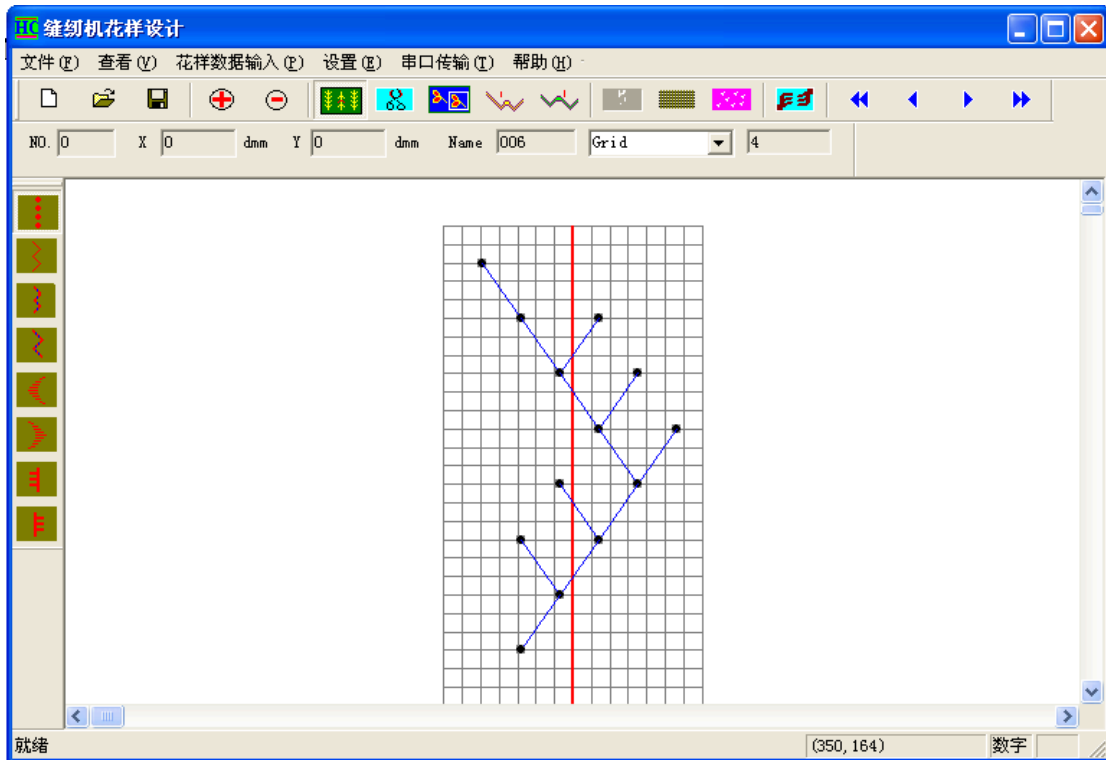 HC 缝纫机花样设计
文件(F) 查看(V) 花样数据输入(P) 设置(E) 串口传输(T) 帮助(H)
NO. 0 X 0 dmm Y 0 dmm Name 006 Grid 4
就绪 (350, 164) 数字